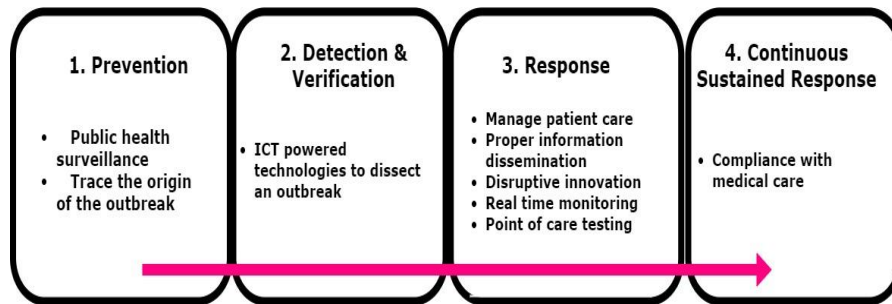 1. Prevention
• Public health
surveillance
• Trace the origin
of the outbreak
2. Detection &
Verification
• ICT powered
technologies to dissect
an outbreak
3. Response
• Manage patient care
• Proper information
dissemination
• Disruptive innovation
• Real time monitoring
• Point of care testing
4. Continuous
Sustained Response
• Compliance with
medical care